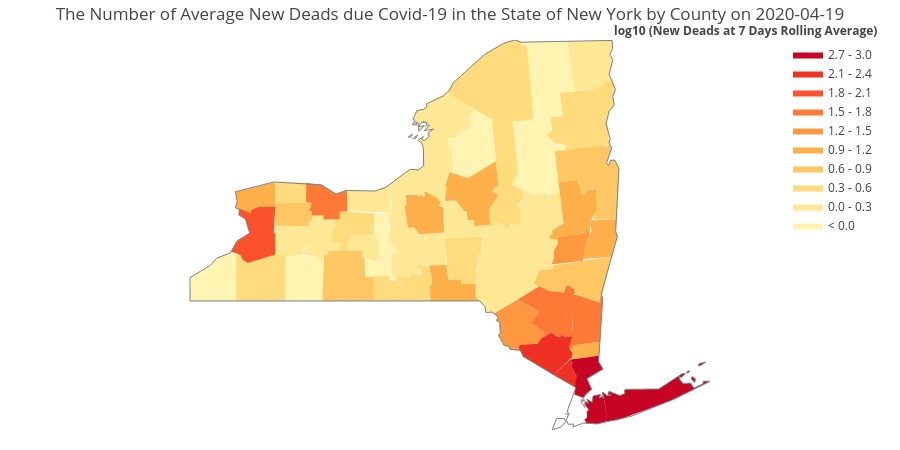 The Number of Average New Deads due Covid-19 in the State of New York by County on 2020-04-19
log10 (New Deads at 7 Days Rolling Average)
2.7 - 3.0
2.1 - 2.4
1.8 - 2.1
1.5 - 1.8
1.2 - 1.5
0.9 - 1.2
0.6 - 0.9
0.3 - 0.6
0.0 - 0.3
< 0.0